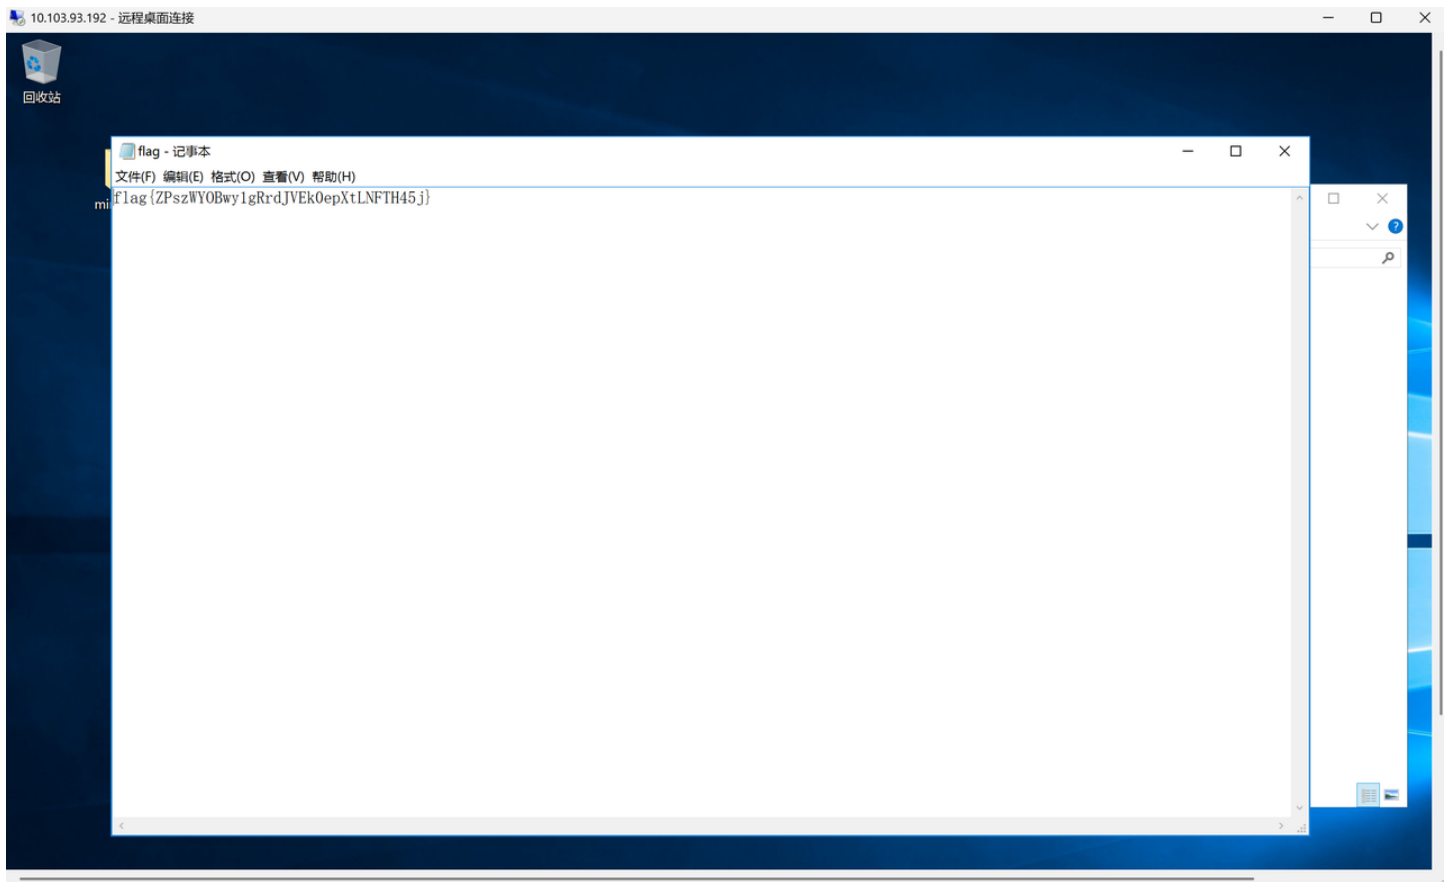 10.103.93.192 - 远程桌面连接
回收站
flag - 记事本
文件(F) 编辑(E) 格式(O) 查看(V) 帮助(H)
mi
flag{ZPszWYOBwy1gRrdJVEk0epXtLNFTH45j}